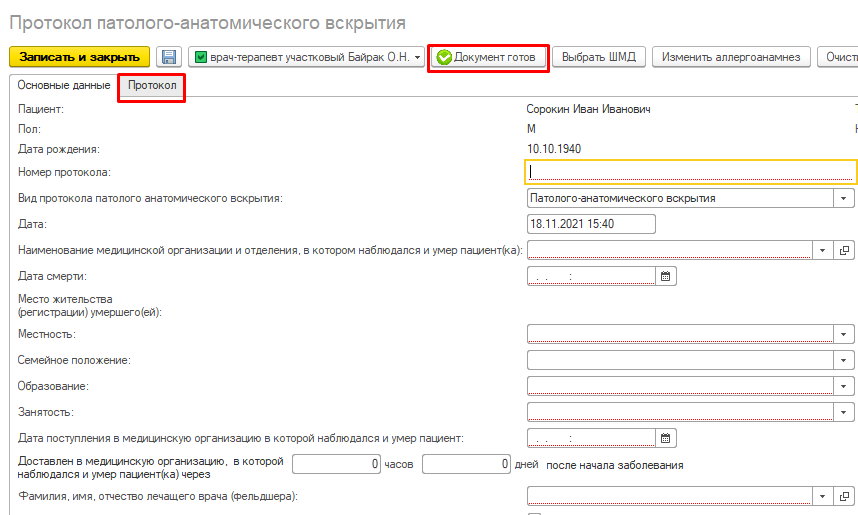 Протокол патолого-анатомического вскрытия
Записать и закрыть врач-терапевт участковый Байрак О.Н. Документ готов Выбрать ШМД Изменить аллергоанамнез Очисти
Основные данные Протокол
Пациент: Сорокин Иван Иванович
Пол: М
Дата рождения: 10.10.1940
Номер протокола:
Вид протокола патолого анатомического вскрытия: Патолого-анатомического вскрытия
Дата: 18.11.2021 15:40
Наименование медицинской организации и отделения, в котором наблюдался и умер пациент(ка):
Дата смерти: . . :
Место жительства
(регистрации) умершего(ей):
Местность:
Семейное положение:
Образование:
Занятость:
Дата поступления в медицинскую организацию в которой наблюдался и умер пациент: . . :
Доставлен в медицинскую организацию, в которой
наблюдался и умер пациент(ка) через 0 часов 0 дней после начала заболевания
Фамилия, имя, отчество лечащего врача (фельдшера):